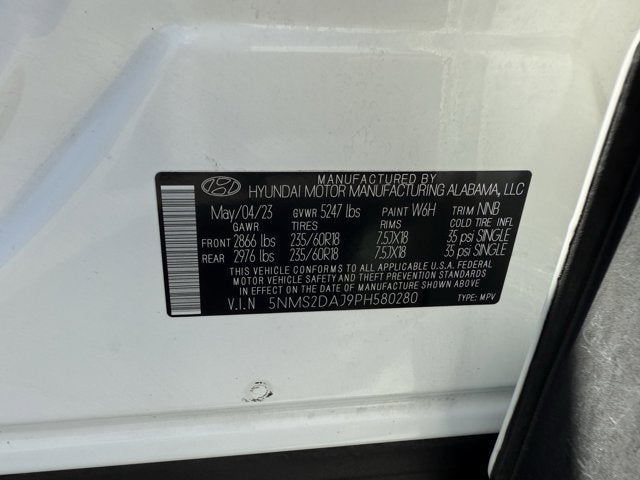 MANUFACTURED BY
HYUNDAI MOTOR MANUFACTURING ALABAMA, LLC
May/04/23 GVWR 5247 lbs PAINT W6H TRIM NNB
GAWR TIRES RIMS COLD TIRE INFL
FRONT 2866 lbs 235/60R18 7.5JX18 35 psi SINGLE
REAR 2976 lbs 235/60R18 7.5JX18 35 psi SINGLE
THIS VEHICLE CONFORMS TO ALL APPLICABLE U.S.A. FEDERAL
MOTOR VEHICLE SAFETY AND THEFT PREVENTION STANDARDS
IN EFFECT ON THE DATE OF MANUFACTURE SHOWN ABOVE.
V.I.N 5NMS2DAJ9PH580280 TYPE: MPV